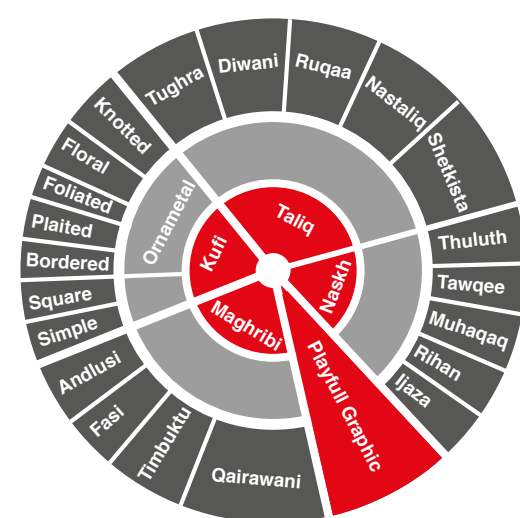 Tughra
Diwani
Ruqaa
Nastaliq
Shetkista
Thuluth
Tawqee
Muhaqaq
Rihan
Ijaza
Playfull Graphic
Qairawani
Timbuktu
Fasi
Andlusi
Simple
Square
Bordered
Plaited
Foliated
Floral
Knotted
Ornametal
Kufi
Taliq
Naskh
Maghribi